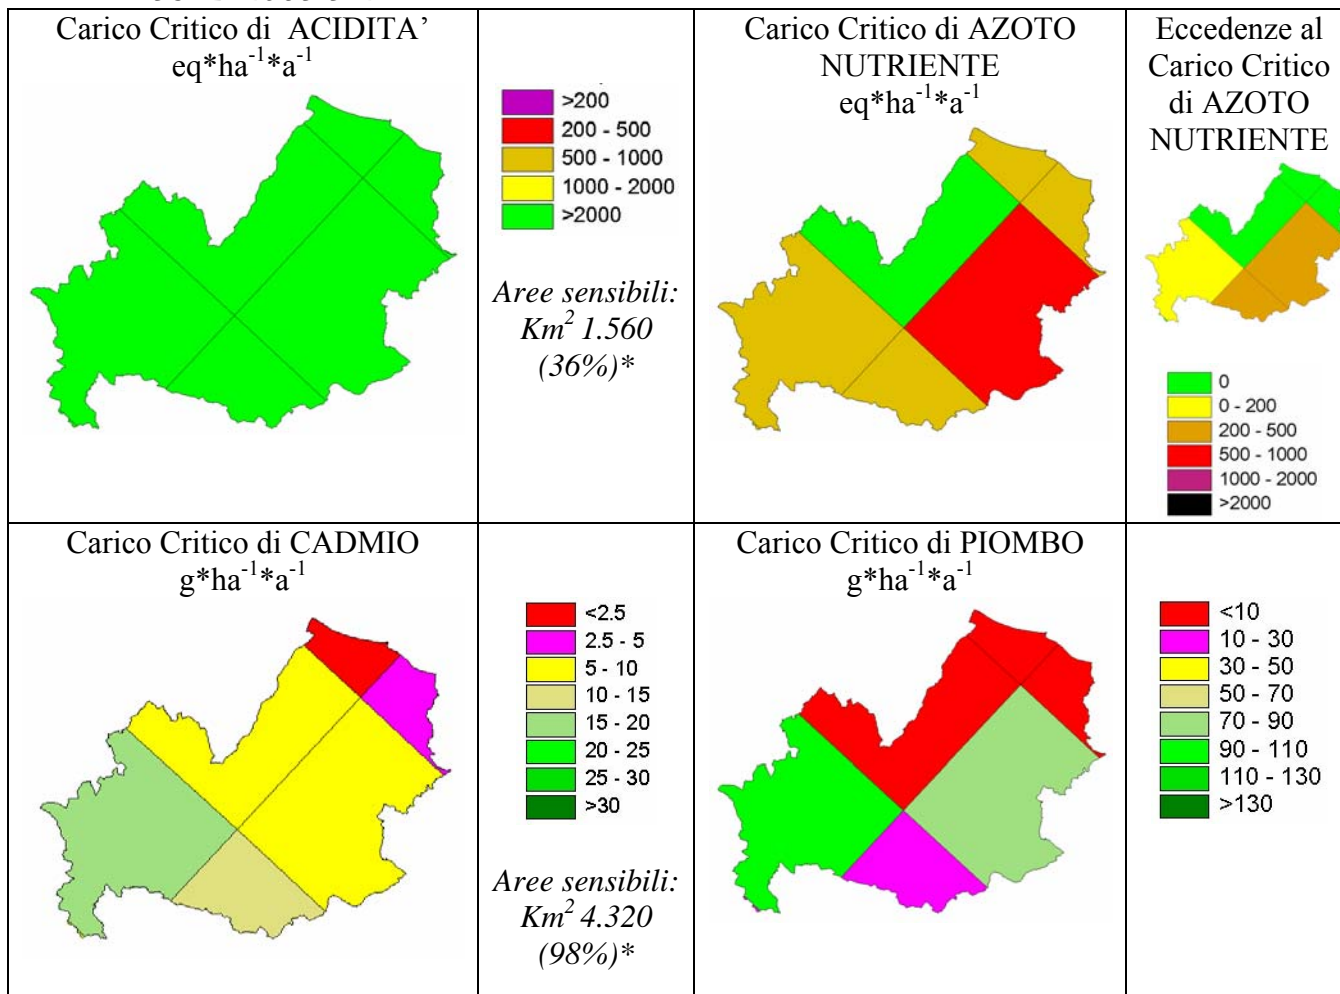 Carico Critico di ACIDITA’
eq*ha-1*a-1
>200
200 - 500
500 - 1000
1000 - 2000
>2000
Aree sensibili:
Km2 1.560
(36%)*
Carico Critico di AZOTO
NUTRIENTE
eq*ha-1*a-1
Eccedenze al
Carico Critico
di AZOTO
NUTRIENTE
0
0 - 200
200 - 500
500 - 1000
1000 - 2000
>2000
Carico Critico di CADMIO
g*ha-1*a-1
<2.5
2.5 - 5
5 - 10
10 - 15
15 - 20
20 - 25
25 - 30
>30
Aree sensibili:
Km2 4.320
(98%)*
Carico Critico di PIOMBO
g*ha-1*a-1
<10
10 - 30
30 - 50
50 - 70
70 - 90
90 - 110
110 - 130
>130